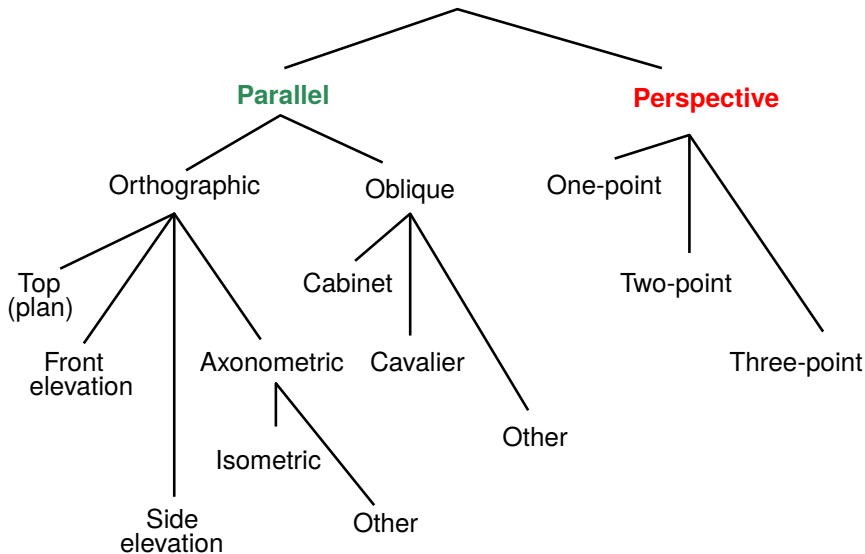 Parallel
Perspective
Orthographic
Oblique
One-point
Top
(plan)
Cabinet
Two-point
Front
elevation
Axonometric
Cavalier
Three-point
Isometric
Other
Side
elevation
Other